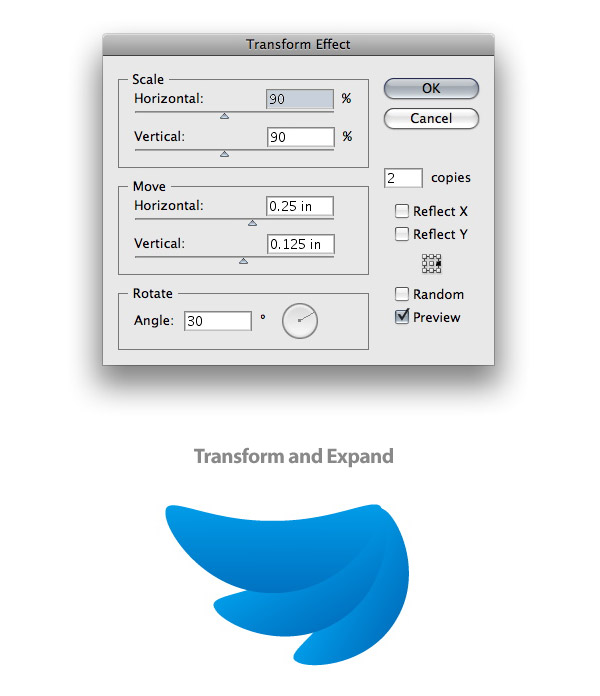 Transform Effect
Scale
Horizontal: 90 %
Vertical: 90 %
Move
Horizontal: 0.25 in
Vertical: 0.125 in
Rotate
Angle: 30 °
OK
Cancel
2 copies
Reflect X
Reflect Y
Random
Preview
Transform and Expand